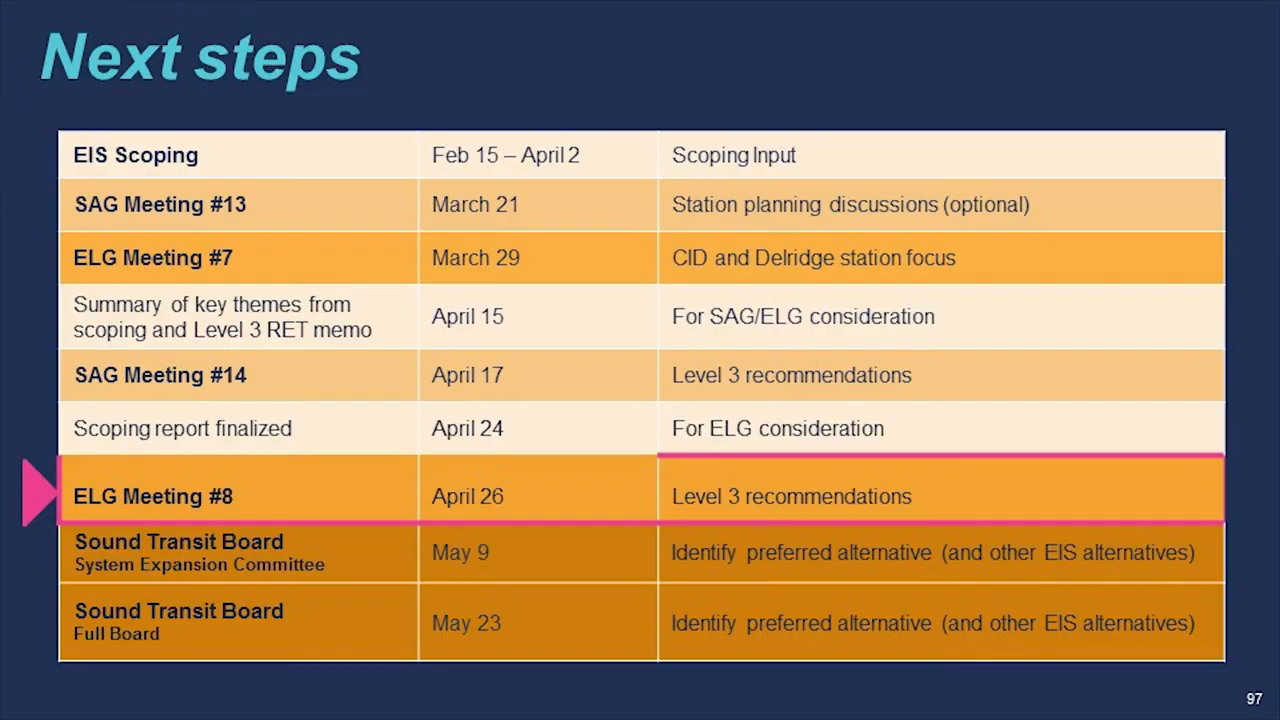 Next steps
EIS Scoping
Feb 15 – April 2
Scoping Input
SAG Meeting #13
March 21
Station planning discussions (optional)
ELG Meeting #7
March 29
CID and Delridge station focus
Summary of key themes from
scoping and Level 3 RET memo
April 15
For SAG/ELG consideration
SAG Meeting #14
April 17
Level 3 recommendations
Scoping report finalized
April 24
For ELG consideration
ELG Meeting #8
April 26
Level 3 recommendations
Sound Transit Board
System Expansion Committee
May 9
Identify preferred alternative (and other EIS alternatives)
Sound Transit Board
Full Board
May 23
Identify preferred alternative (and other EIS alternatives)
97